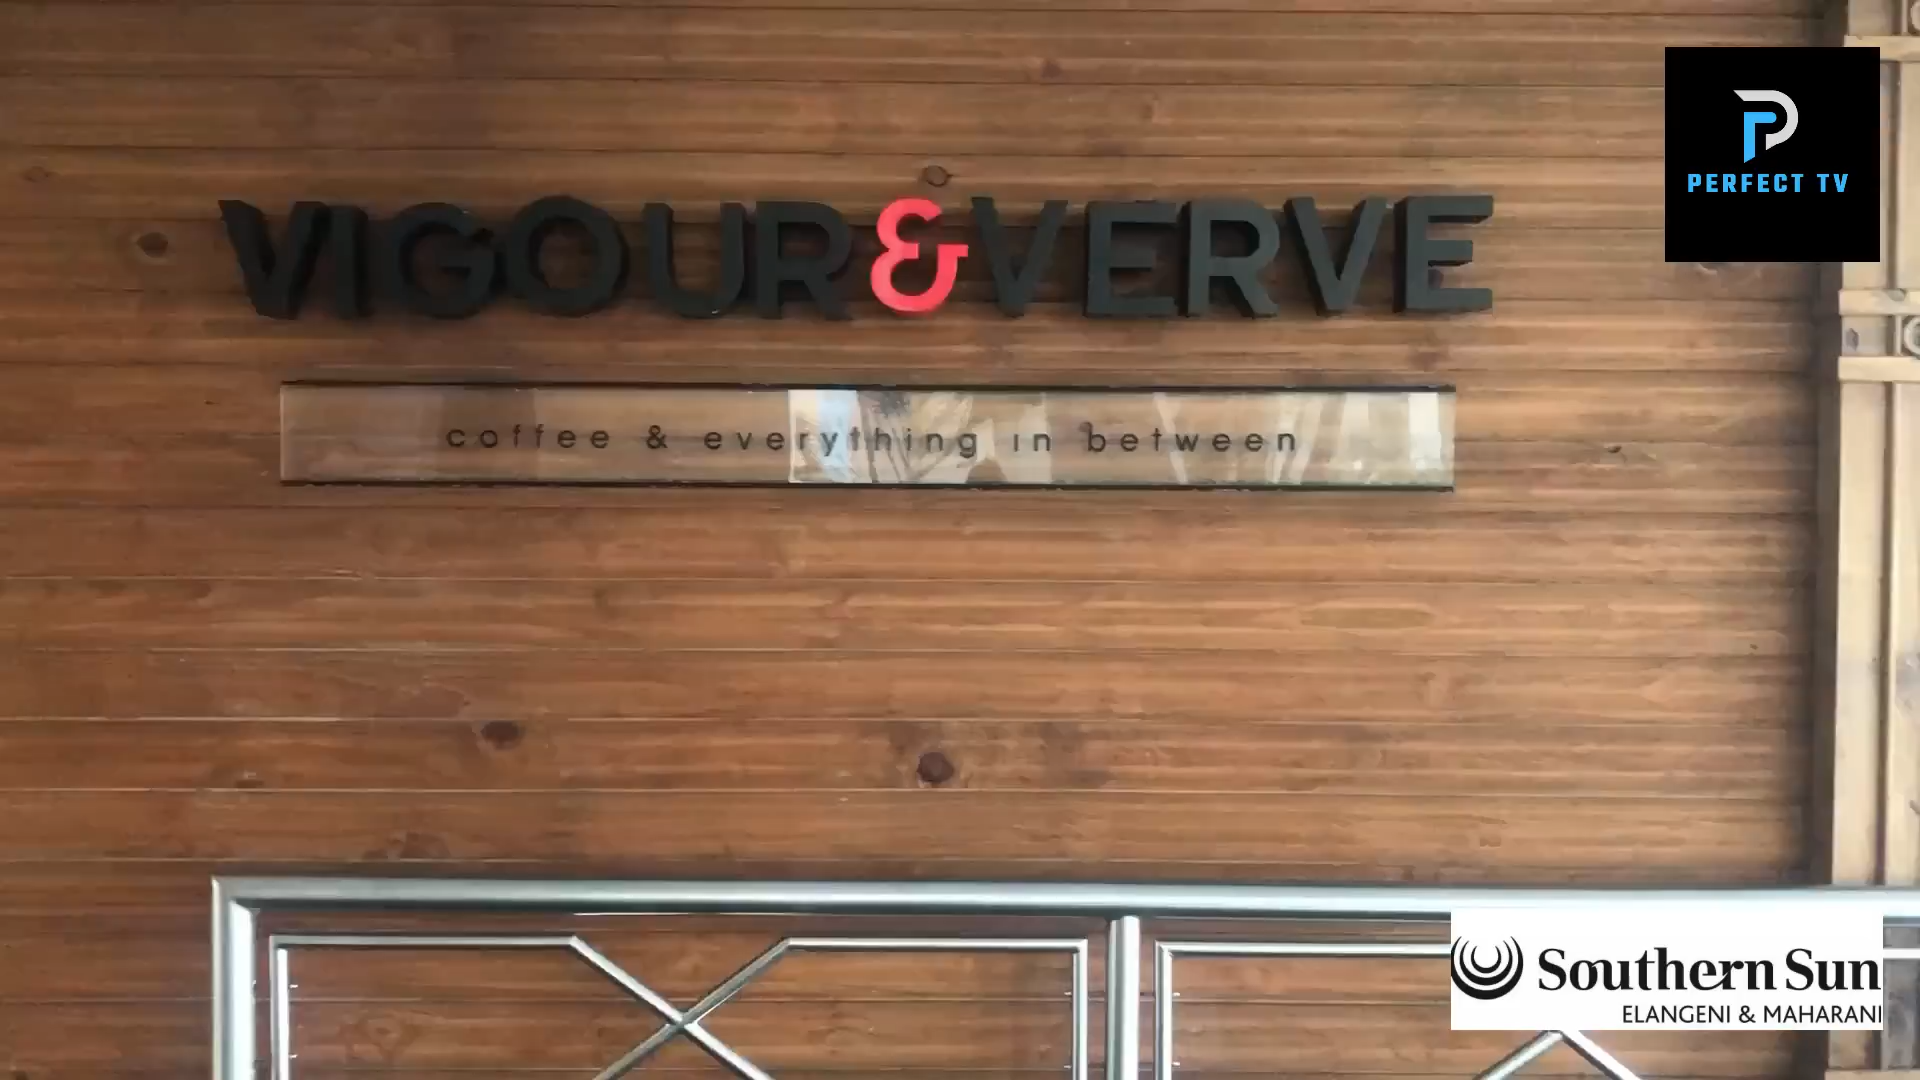 PERFECT TV
VIGOUR&VERVE
coffee & everything in between
Southern Sun
ELANGENI & MAHARANI